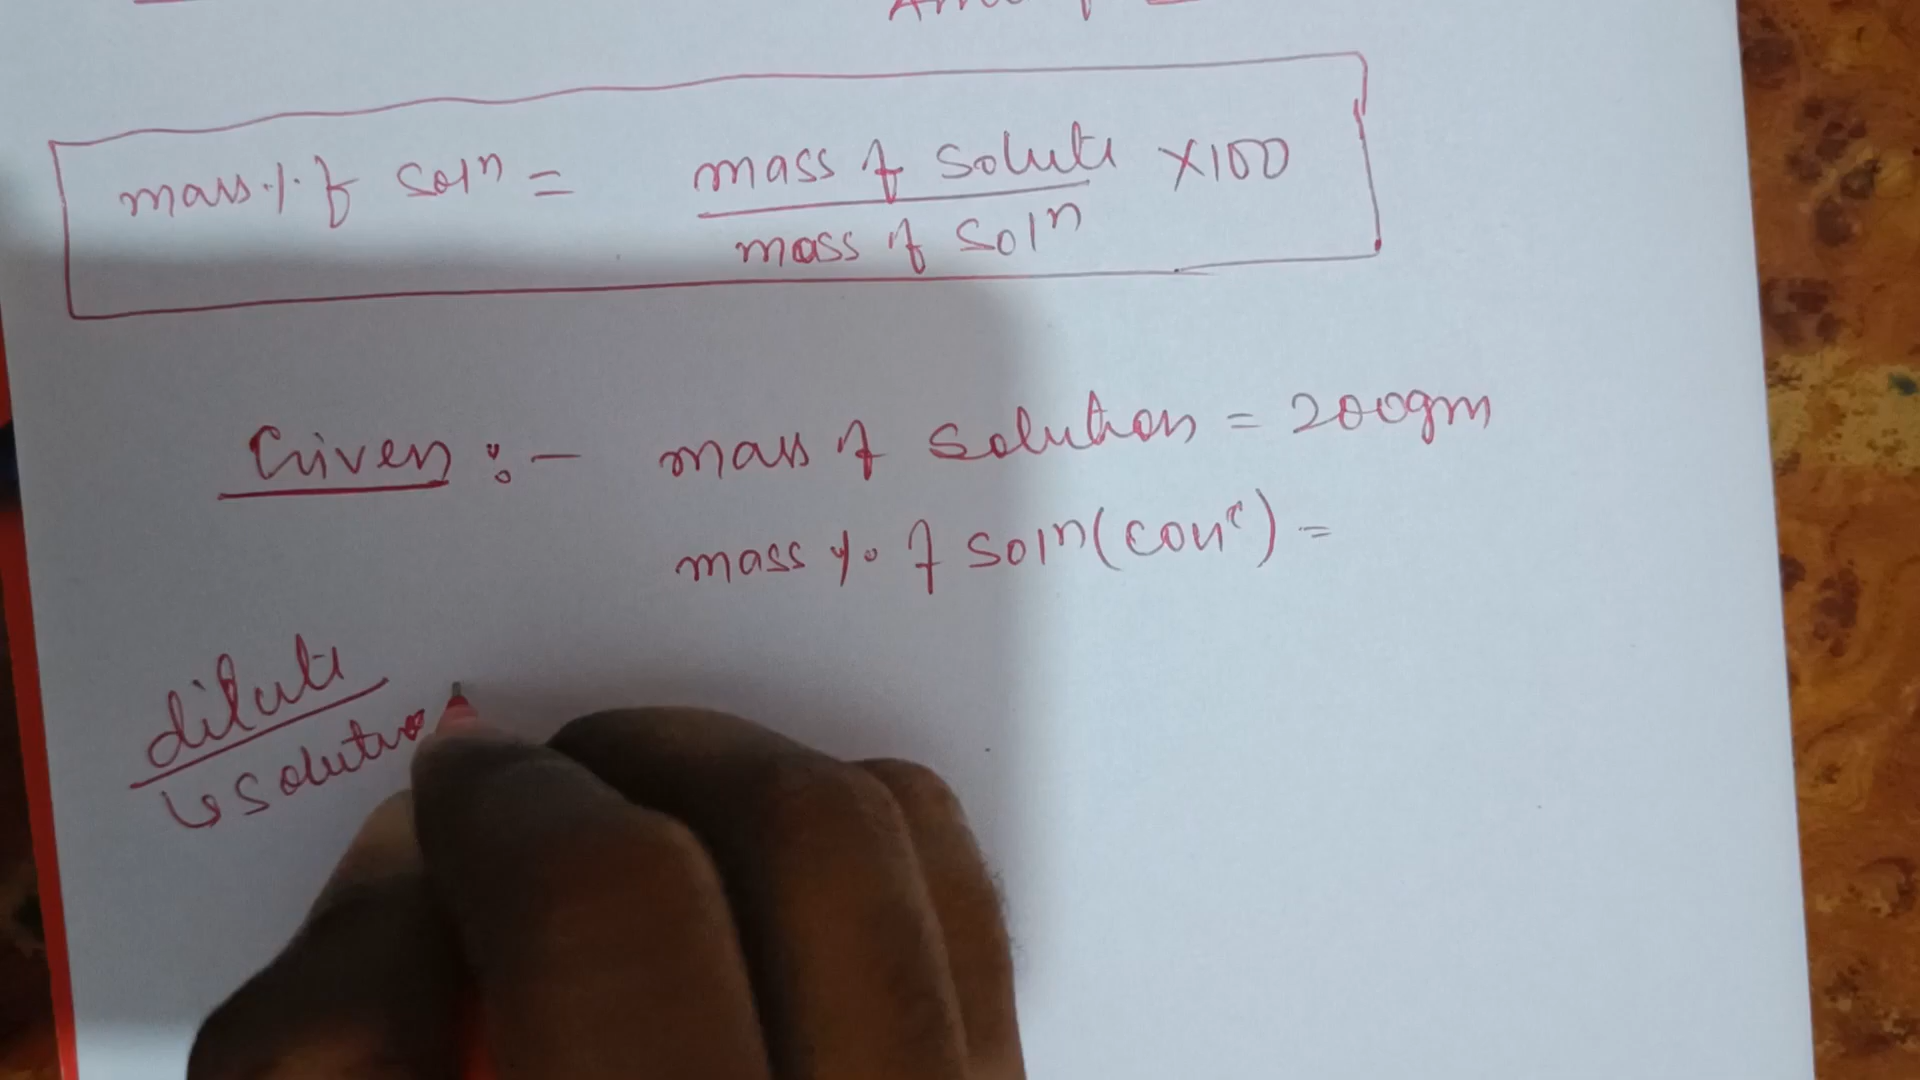 mass % of solⁿ = mass of solute / mass of solⁿ ×100
Given :- mass of solution = 200gm
mass % of solⁿ (conᶜ) =
dilute
↳ solution